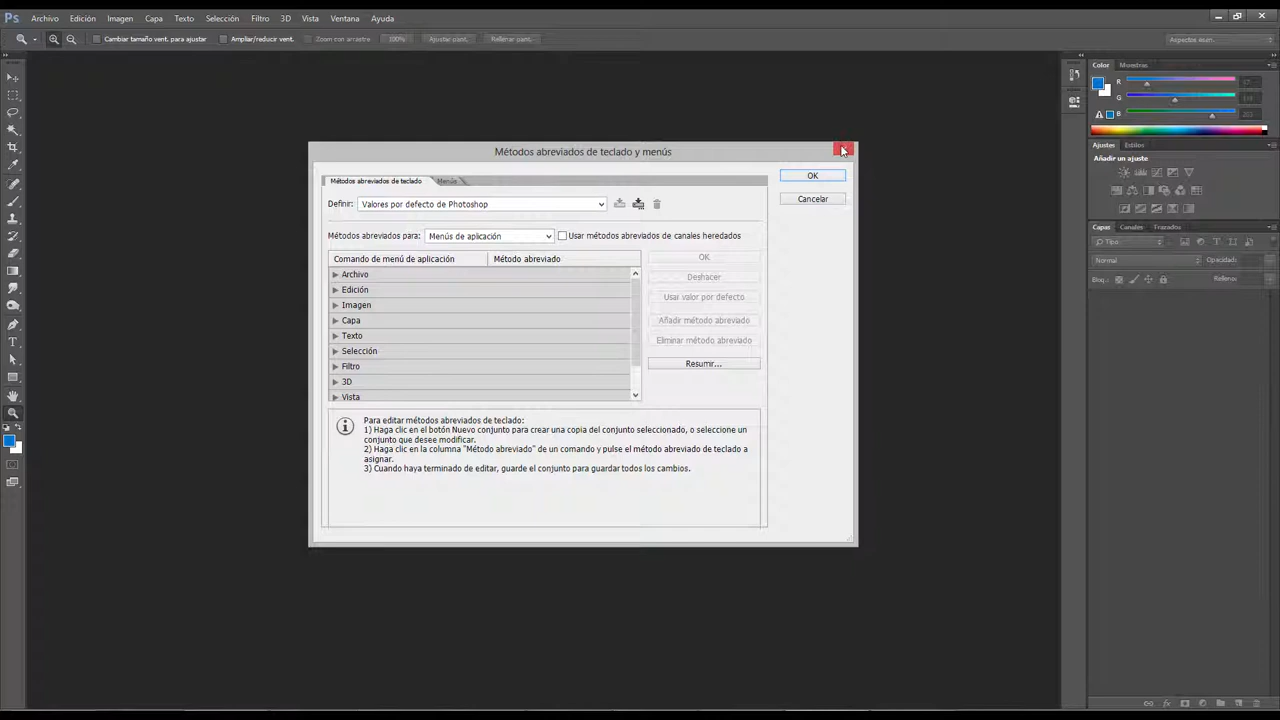 Ps Archivo Edición Imagen Capa Texto Selección Filtro 3D Vista Ventana Ayuda
Cambiar tamaño vent. para ajustar Ampliar/reducir vent. Zoom con arrastre 100% Ajustar pant. Rellenar pant.
Color Muestras
R
G
B
Ajustes Estilos
Añadir un ajuste
Capas Canales Trazados
Tipo
Normal Opacidad:
Bloq.: Relleno:
Métodos abreviados de teclado y menús
Métodos abreviados de teclado Menús
OK
Cancelar
Definir: Valores por defecto de Photoshop
Métodos abreviados para: Menús de aplicación Usar métodos abreviados de canales heredados
Comando de menú de aplicación Método abreviado
Archivo
Edición
Imagen
Capa
Texto
Selección
Filtro
3D
Vista
OK
Deshacer
Usar valor por defecto
Añadir método abreviado
Eliminar método abreviado
Resumir...
Para editar métodos abreviados de teclado:
1) Haga clic en el botón Nuevo conjunto para crear una copia del conjunto seleccionado, o seleccione un
conjunto que desee modificar.
2) Haga clic en la columna "Método abreviado" de un comando y pulse el método abreviado de teclado a
asignar.
3) Cuando haya terminado de editar, guarde el conjunto para guardar todos los cambios.